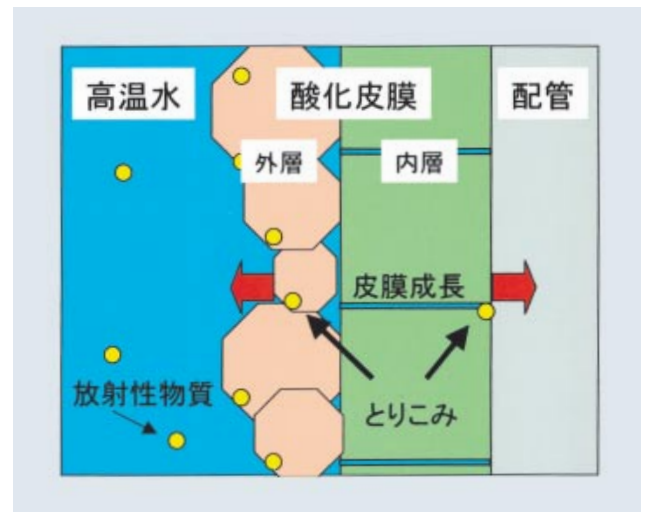 高温水
酸化皮膜
配管
外層
内層
皮膜成長
放射性物質
とりこみ